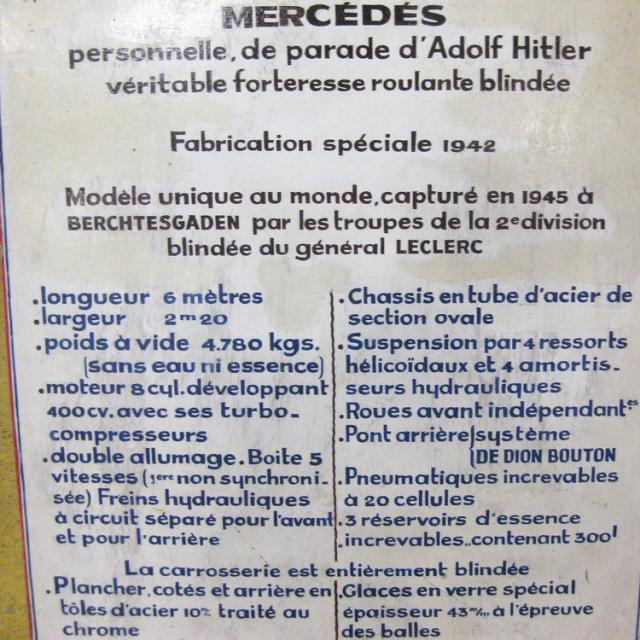 MERCÉDÉS
personnelle, de parade d'Adolf Hitler
véritable forteresse roulante blindée
Fabrication spéciale 1942
Modèle unique au monde, capturé en 1945 à
BERCHTESGADEN par les troupes de la 2e division
blindée du général LECLERC
.longueur 6 mètres
.largeur 2m20
.poids à vide 4.780 kgs.
(sans eau ni essence)
.moteur 8 cyl. développant
400 cv. avec ses turbo-
compresseurs
.double allumage. Boite 5
vitesses (1ere non synchroni-
sée) Freins hydrauliques
à circuit séparé pour l'avant
et pour l'arrière
.Chassis en tube d'acier de
section ovale
.Suspension par 4 ressorts
hélicoïdaux et 4 amortis-
seurs hydrauliques
.Roues avant indépendantes
.Pont arrière (système
DE DION BOUTON
.Pneumatiques increvables
à 20 cellules
.3 réservoirs d'essence
.increvables..contenant 300l
La carrosserie est entièrement blindée
.Plancher, cotés et arrière en
tôles d'acier 10m/m traité au
chrome
.Glaces en verre spécial
épaisseur 43m/m à l'épreuve
des balles